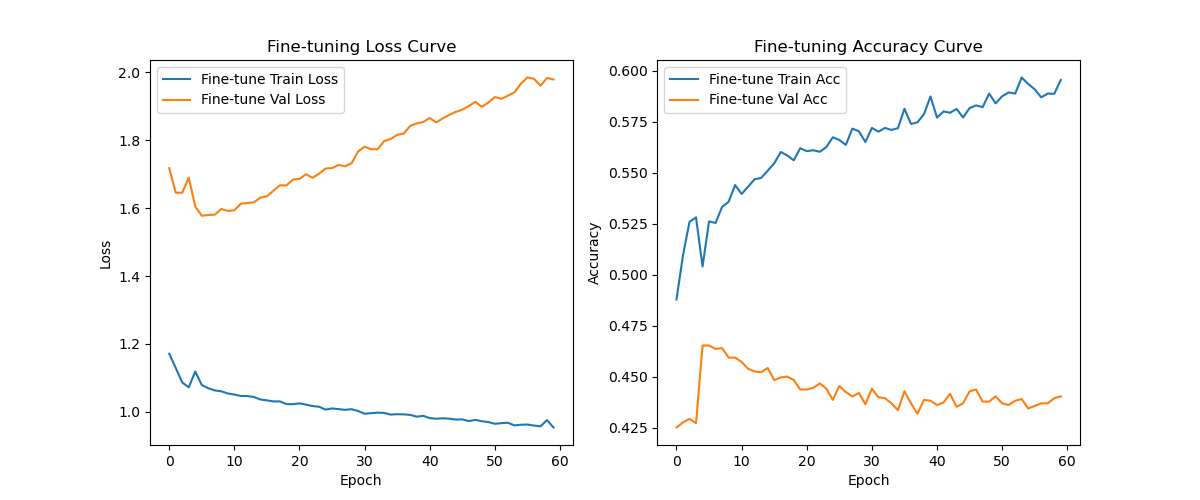 Fine-tuning Loss Curve
Fine-tune Train Loss
Fine-tune Val Loss
2.0
1.8
1.6
1.4
1.2
1.0
Loss
0
10
20
30
40
50
60
Epoch
Fine-tuning Accuracy Curve
Fine-tune Train Acc
Fine-tune Val Acc
0.600
0.575
0.550
0.525
0.500
0.475
0.450
0.425
Accuracy
0
10
20
30
40
50
60
Epoch